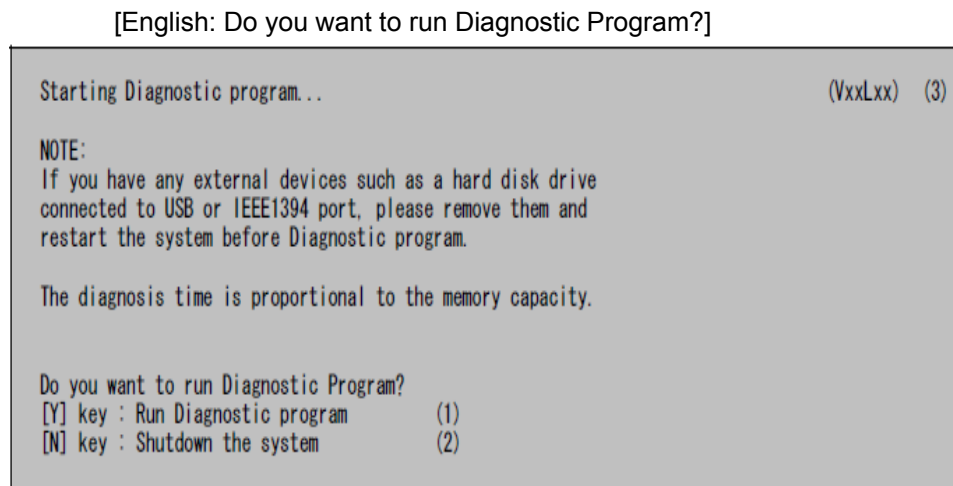 [English: Do you want to run Diagnostic Program?]
Starting Diagnostic program... (VxxLxx) (3)
NOTE:
If you have any external devices such as a hard disk drive
connected to USB or IEEE1394 port, please remove them and
restart the system before Diagnostic program.
The diagnosis time is proportional to the memory capacity.
Do you want to run Diagnostic Program?
[Y] key : Run Diagnostic program (1)
[N] key : Shutdown the system (2)